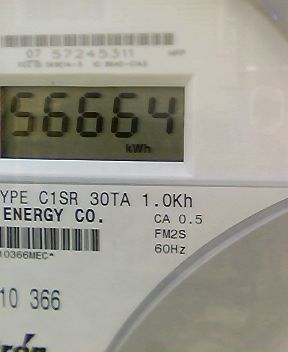 07 57245311
56664
kWh
YPE C1SR 30TA 1.0Kh
ENERGY CO.
CA 0.5
FM2S
60Hz
10366MEC*
10 366
rón